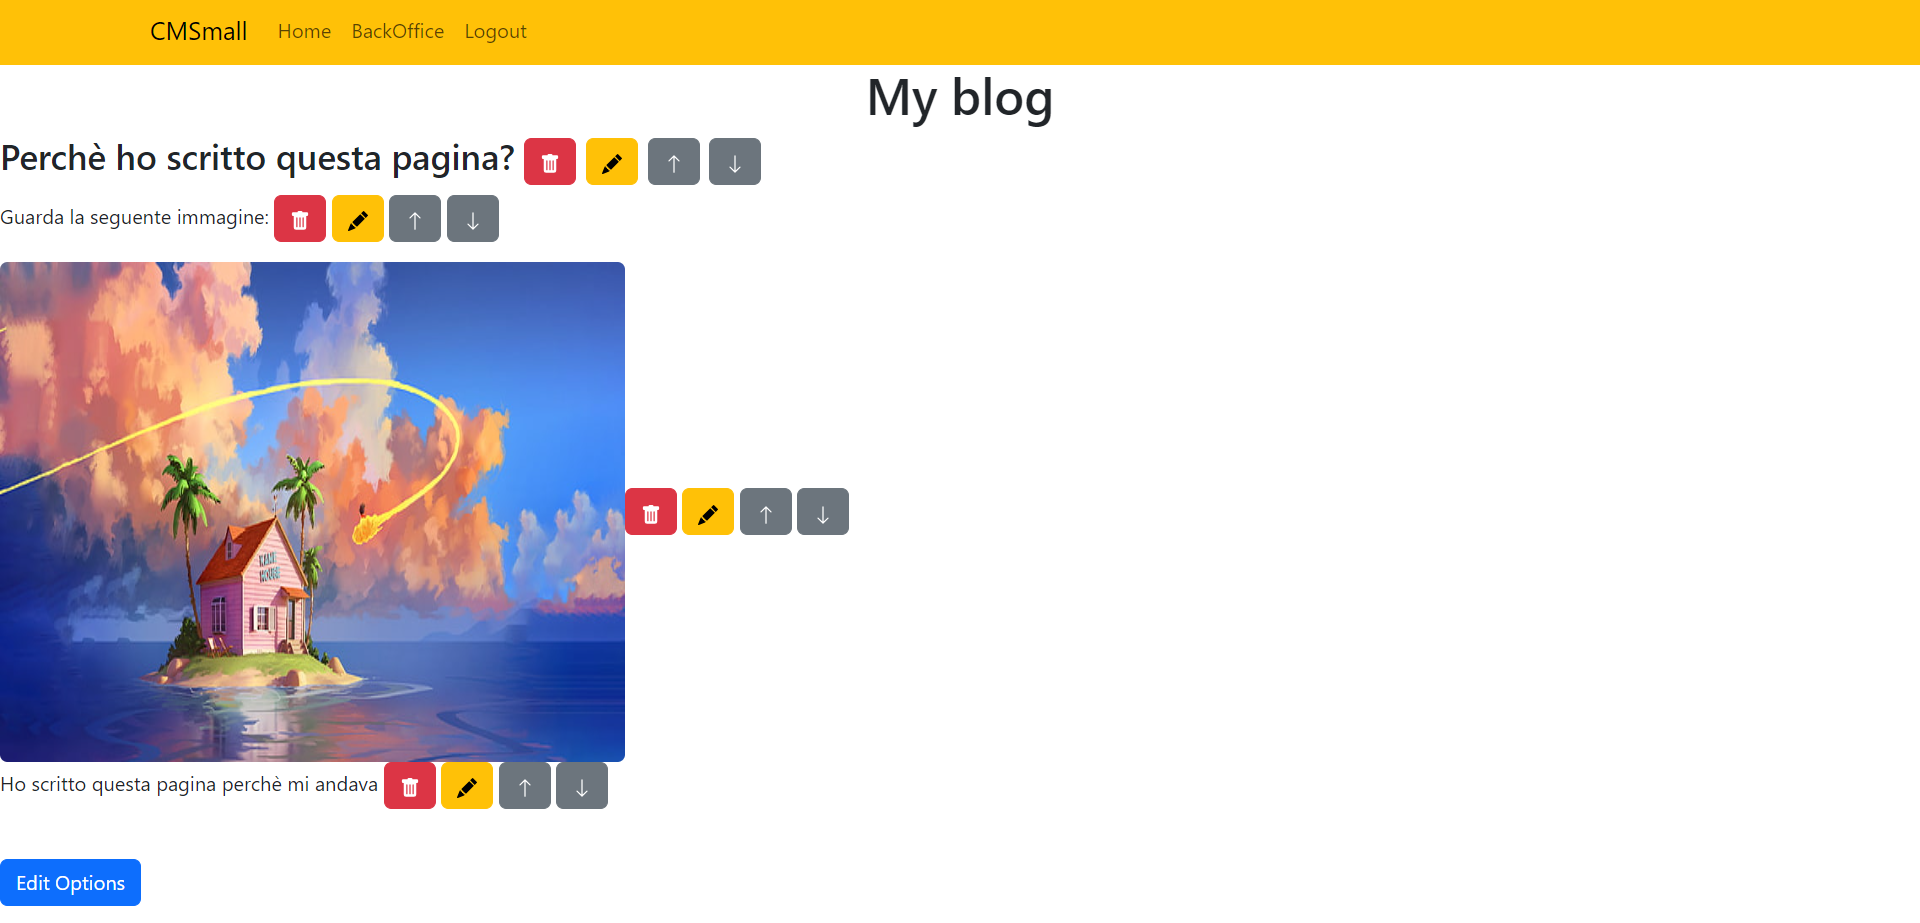 CMSmall Home BackOffice Logout
My blog
Perchè ho scritto questa pagina?
Guarda la seguente immagine:
KAME
HOUSE
Ho scritto questa pagina perchè mi andava
Edit Options